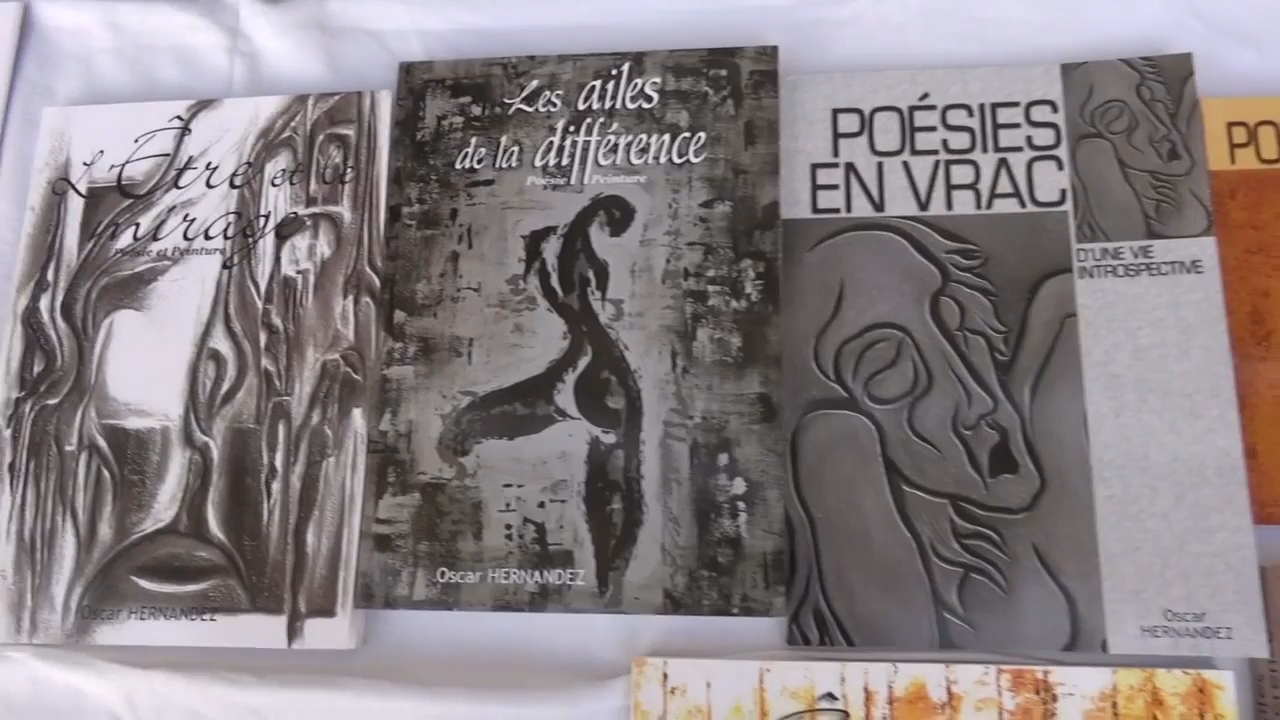 L'Être et le
mirage
Poésie et Peinture
Oscar HERNANDEZ
Les ailes
de la différence
Poésie Peinture
Oscar HERNANDEZ
POÉSIES
EN VRAC
D'UNE VIE
INTROSPECTIVE
Oscar
HERNANDEZ
PO